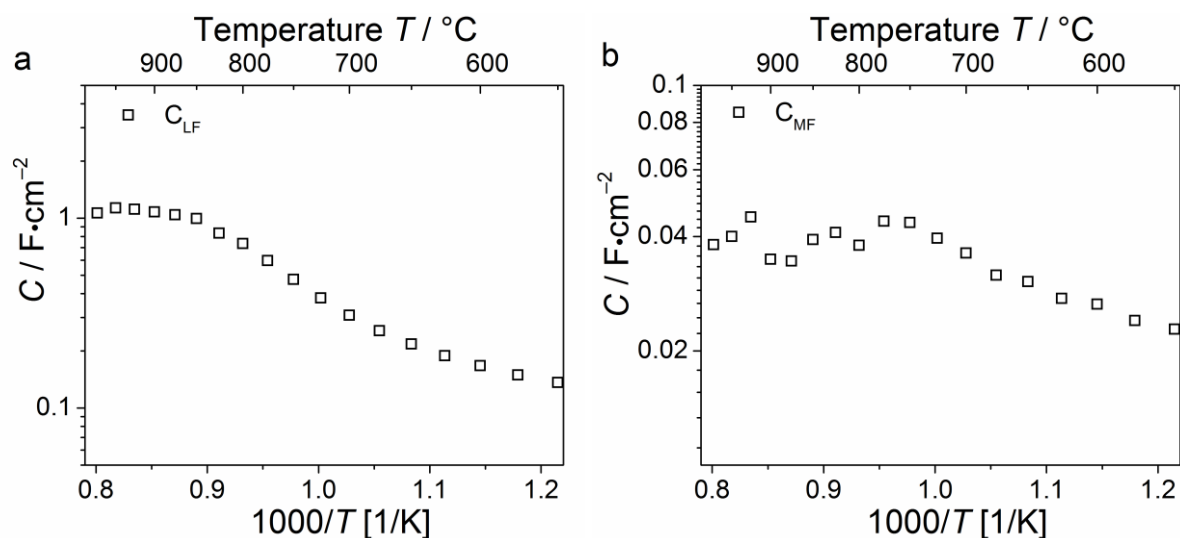 Temperature T / °C
a
900 800 700 600
C_LF
1
0.1
C / F•cm⁻²
0.8 0.9 1.0 1.1 1.2
1000/T [1/K]
Temperature T / °C
b
900 800 700 600
C_MF
0.1
0.08
0.06
0.04
0.02
C / F•cm⁻²
0.8 0.9 1.0 1.1 1.2
1000/T [1/K]